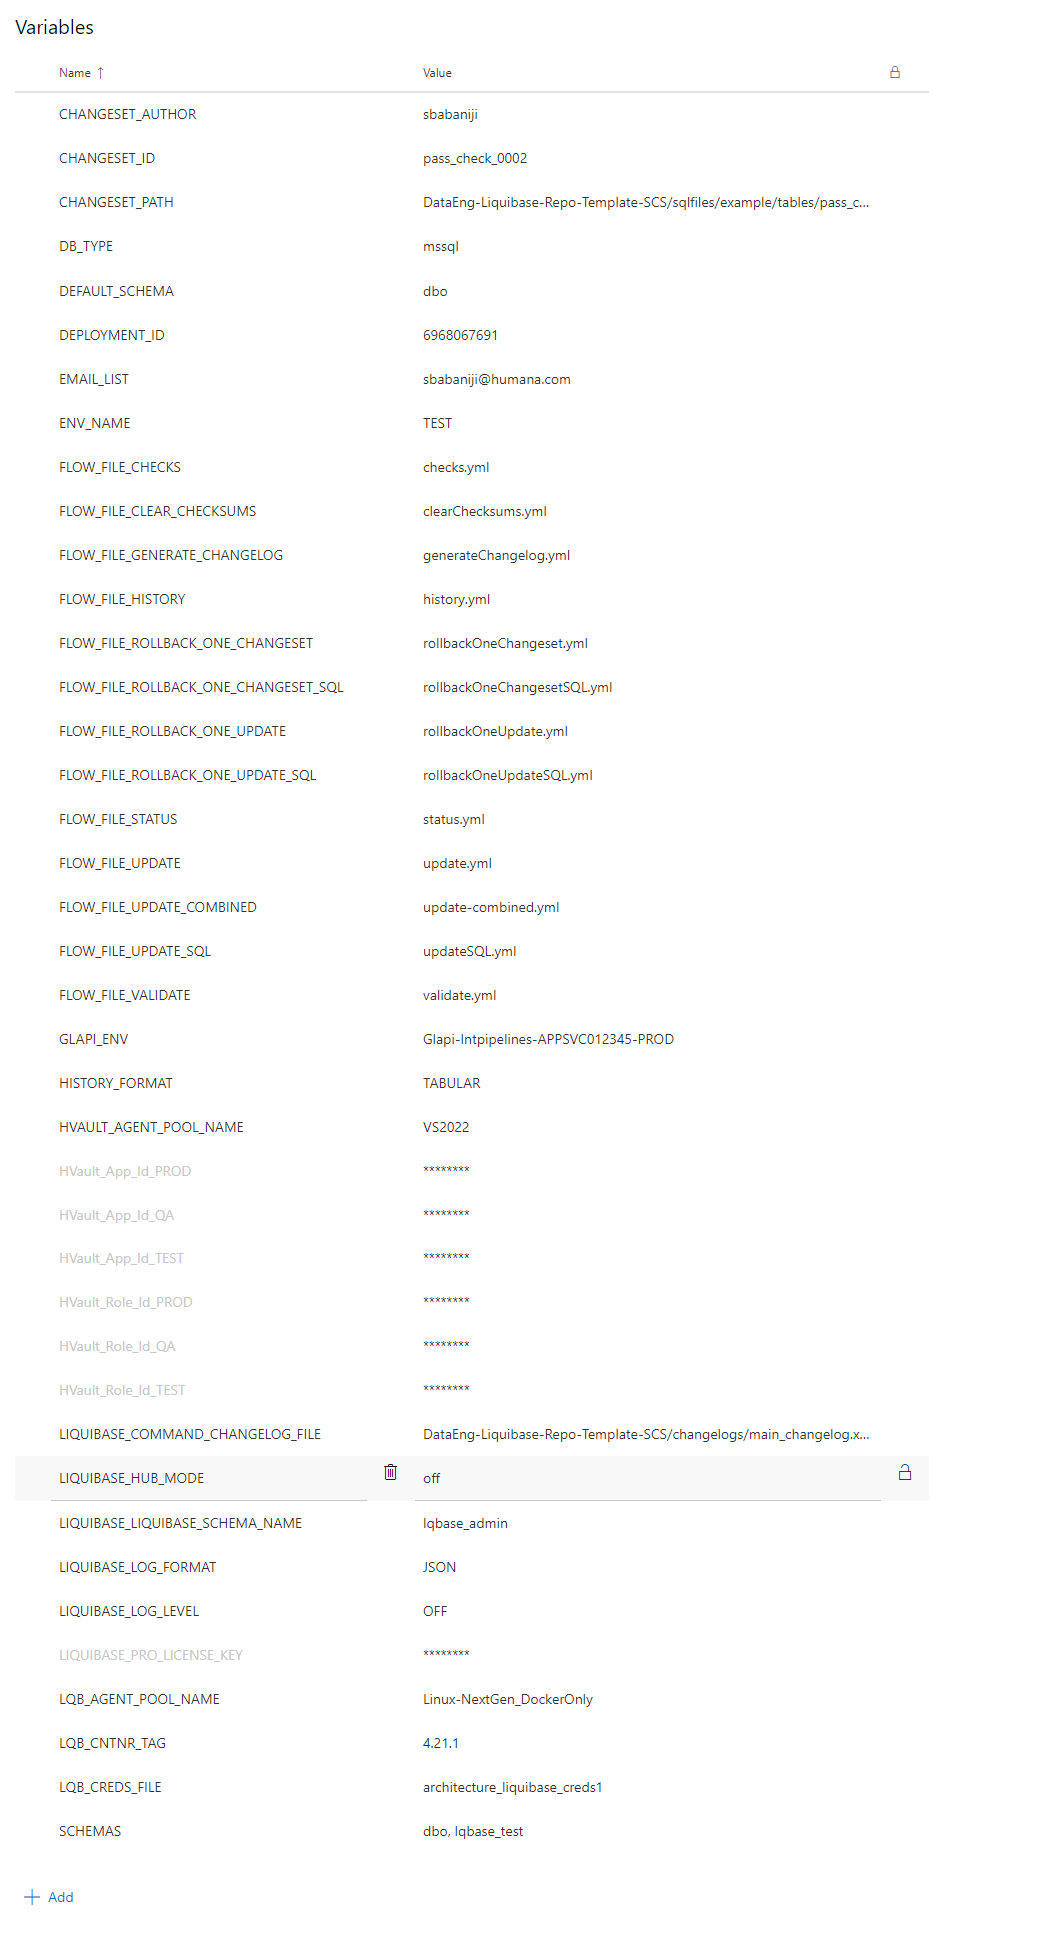 Variables
Name ↑ Value
CHANGESET_AUTHOR sbabaniji
CHANGESET_ID pass_check_0002
CHANGESET_PATH DataEng-Liquibase-Repo-Template-SCS/sqlfiles/example/tables/pass_c...
DB_TYPE mssql
DEFAULT_SCHEMA dbo
DEPLOYMENT_ID 6968067691
EMAIL_LIST sbabaniji@humana.com
ENV_NAME TEST
FLOW_FILE_CHECKS checks.yml
FLOW_FILE_CLEAR_CHECKSUMS clearChecksums.yml
FLOW_FILE_GENERATE_CHANGELOG generateChangelog.yml
FLOW_FILE_HISTORY history.yml
FLOW_FILE_ROLLBACK_ONE_CHANGESET rollbackOneChangeset.yml
FLOW_FILE_ROLLBACK_ONE_CHANGESET_SQL rollbackOneChangesetSQL.yml
FLOW_FILE_ROLLBACK_ONE_UPDATE rollbackOneUpdate.yml
FLOW_FILE_ROLLBACK_ONE_UPDATE_SQL rollbackOneUpdateSQL.yml
FLOW_FILE_STATUS status.yml
FLOW_FILE_UPDATE update.yml
FLOW_FILE_UPDATE_COMBINED update-combined.yml
FLOW_FILE_UPDATE_SQL updateSQL.yml
FLOW_FILE_VALIDATE validate.yml
GLAPI_ENV Glapi-Intpipelines-APPSVC012345-PROD
HISTORY_FORMAT TABULAR
HVAULT_AGENT_POOL_NAME VS2022
HVault_App_Id_PROD ********
HVault_App_Id_QA ********
HVault_App_Id_TEST ********
HVault_Role_Id_PROD ********
HVault_Role_Id_QA ********
HVault_Role_Id_TEST ********
LIQUIBASE_COMMAND_CHANGELOG_FILE DataEng-Liquibase-Repo-Template-SCS/changelogs/main_changelog.x...
LIQUIBASE_HUB_MODE off
LIQUIBASE_LIQUIBASE_SCHEMA_NAME lqbase_admin
LIQUIBASE_LOG_FORMAT JSON
LIQUIBASE_LOG_LEVEL OFF
LIQUIBASE_PRO_LICENSE_KEY ********
LQB_AGENT_POOL_NAME Linux-NextGen_DockerOnly
LQB_CNTNR_TAG 4.21.1
LQB_CREDS_FILE architecture_liquibase_creds1
SCHEMAS dbo, lqbase_test
+ Add